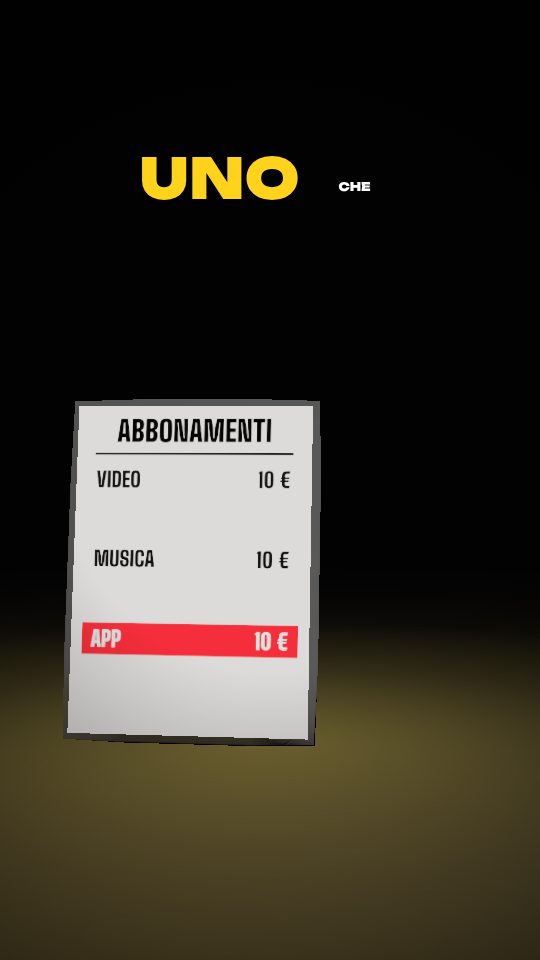 UNO CHE
ABBONAMENTI
VIDEO 10 €
MUSICA 10 €
APP 10 €